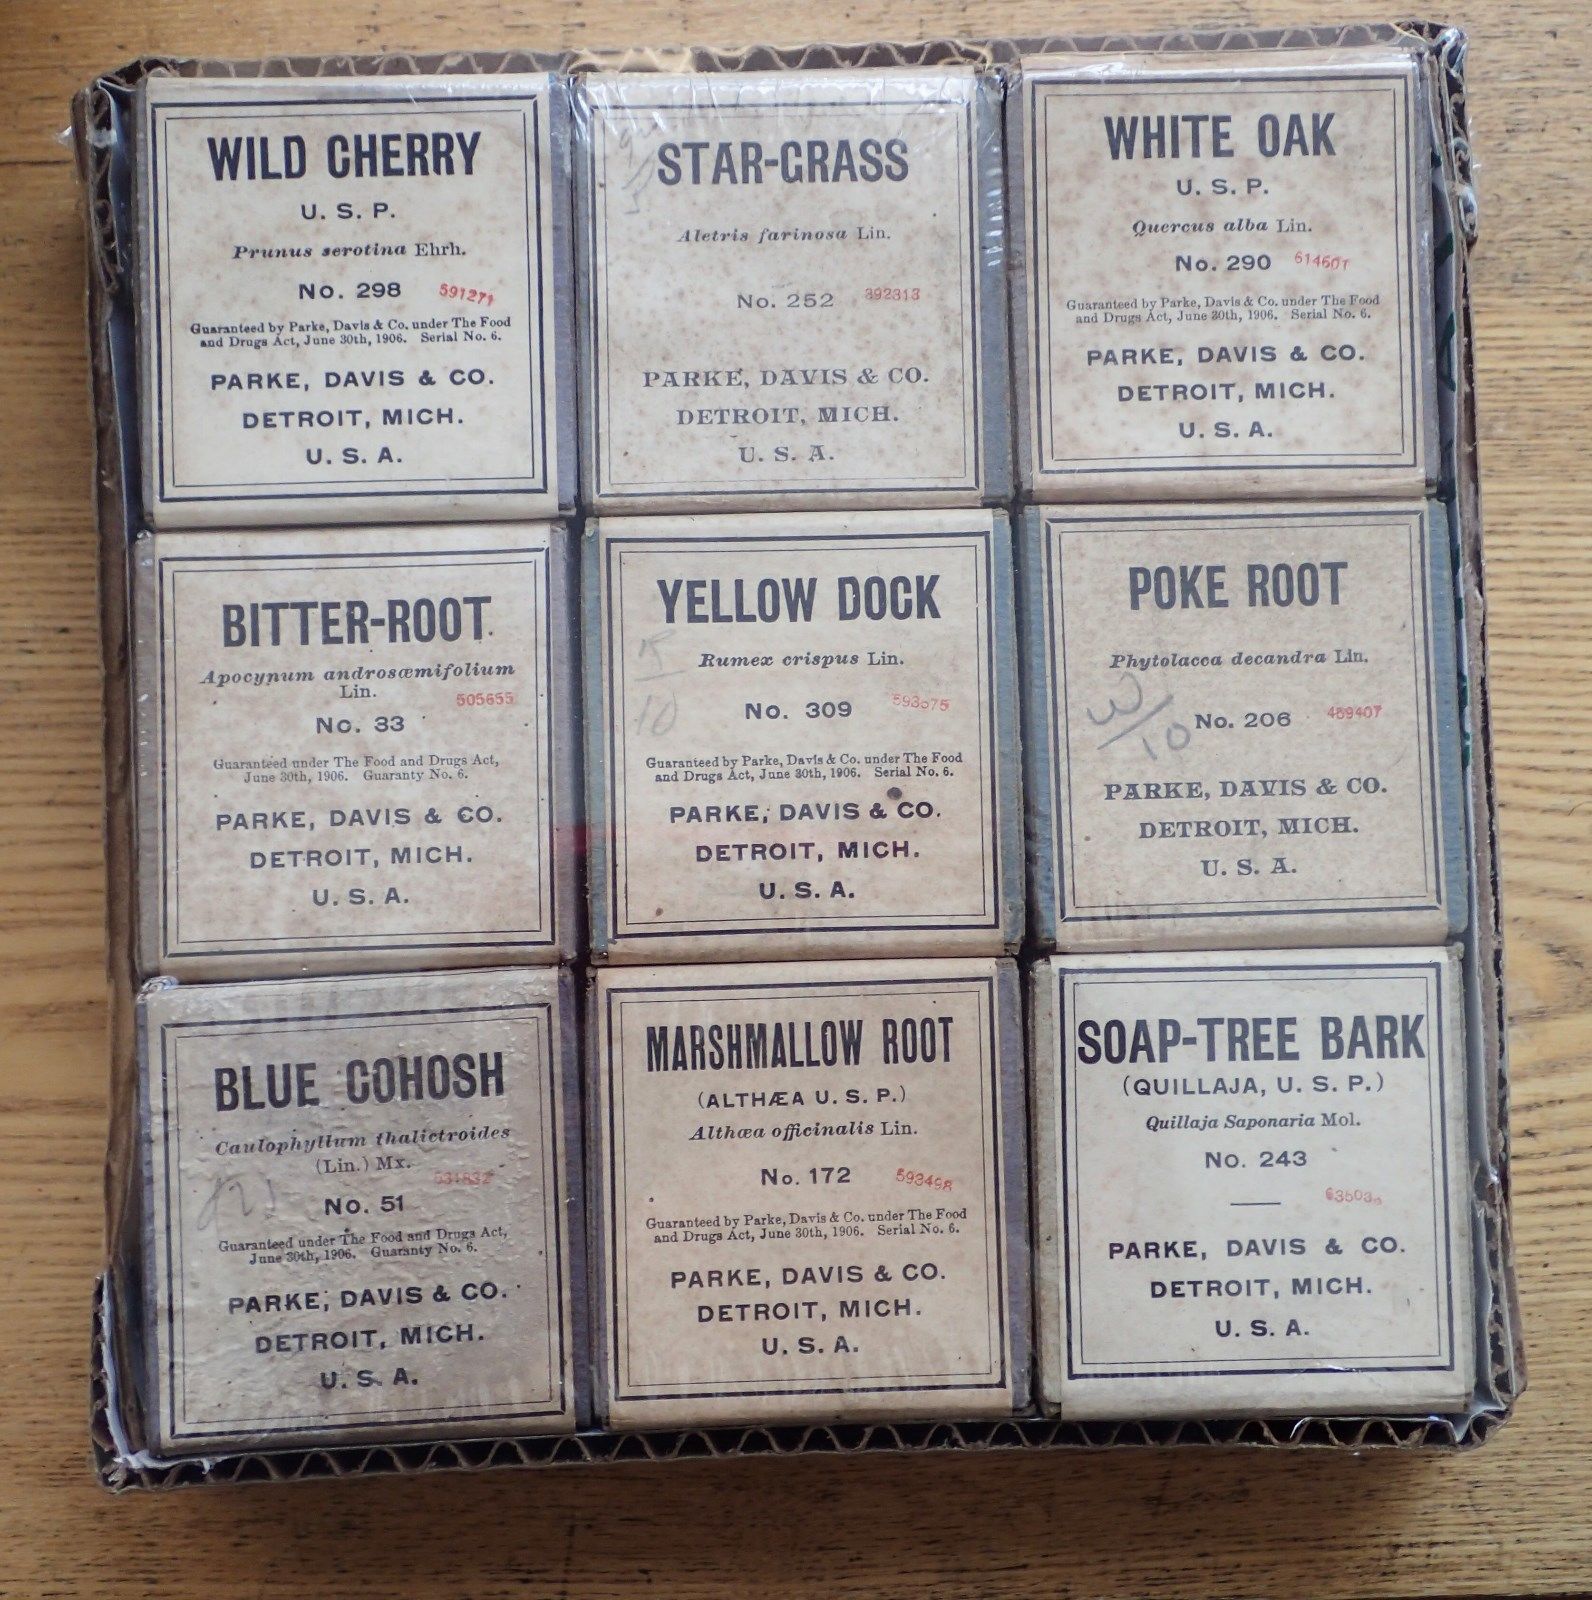 WILD CHERRY
U. S. P.
Prunus serotina Ehrh.
No. 298 591271
Guaranteed by Parke, Davis & Co. under The Food
and Drugs Act, June 30th, 1906. Serial No. 6.
PARKE, DAVIS & CO.
DETROIT, MICH.
U. S. A.
STAR-GRASS
Aletris farinosa Lin.
No. 252 392313
PARKE, DAVIS & CO.
DETROIT, MICH.
U. S. A.
WHITE OAK
U. S. P.
Quercus alba Lin.
No. 290 614601
Guaranteed by Parke, Davis & Co. under The Food
and Drugs Act, June 30th, 1906. Serial No. 6.
PARKE, DAVIS & CO.
DETROIT, MICH.
U. S. A.
BITTER-ROOT
Apocynum androsæmifolium
Lin.
505655
No. 33
Guaranteed under The Food and Drugs Act,
June 30th, 1906. Guaranty No. 6.
PARKE, DAVIS & CO.
DETROIT, MICH.
U. S. A.
YELLOW DOCK
Rumex crispus Lin.
No. 309
10
Guaranteed by Parke, Davis & Co. under The Food
and Drugs Act, June 30th, 1906. Serial No. 6.
PARKE, DAVIS & CO.
DETROIT, MICH.
U. S. A.
POKE ROOT
Phytolacca decandra Lin.
No. 206 459407
10
PARKE, DAVIS & CO.
DETROIT, MICH.
U. S. A.
BLUE COHOSH
Caulophyllum thalictroides
(Lin.) Mx.
No. 51
Guaranteed under The Food and Drugs Act,
June 30th, 1906. Guaranty No. 6.
PARKE, DAVIS & CO.
DETROIT, MICH.
U. S. A.
MARSHMALLOW ROOT
(ALTHÆA U. S. P.)
Althæa officinalis Lin.
No. 172 593498
Guaranteed by Parke, Davis & Co. under The Food
and Drugs Act, June 30th, 1906. Serial No. 6.
PARKE, DAVIS & CO.
DETROIT, MICH.
U. S. A.
SOAP-TREE BARK
(QUILLAJA, U. S. P.)
Quillaja Saponaria Mol.
No. 243
PARKE, DAVIS & CO.
DETROIT, MICH.
U. S. A.